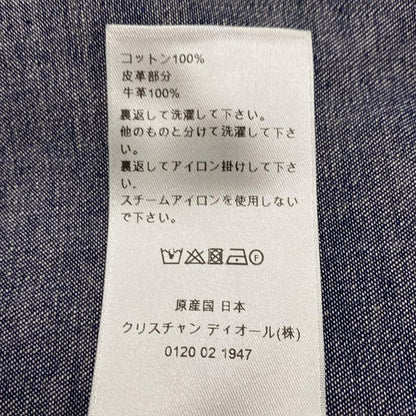 コットン100%
皮革部分
牛革100%
裏返して洗濯して下さい。
他のものと分けて洗濯して下さ
い。
裏返してアイロン掛けして下さ
い。
スチームアイロンを使用しない
で下さい。
F
原産国 日本
クリスチャン ディオール(株)
0120 02 1947